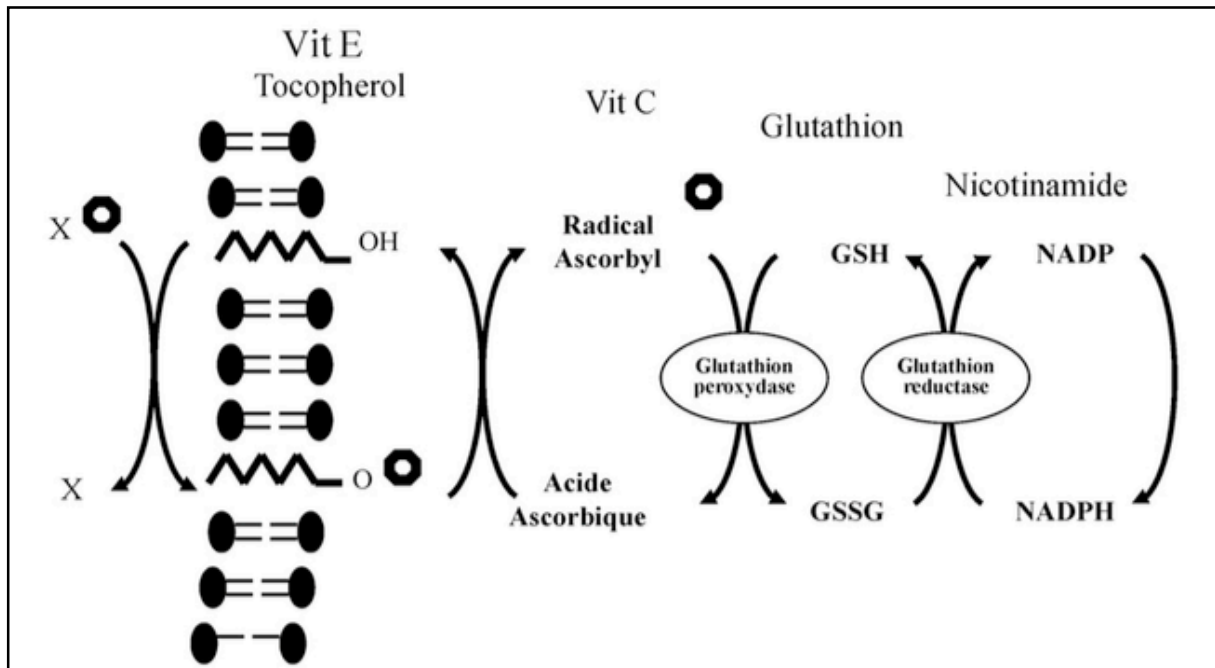 Vit E
Tocopherol
Vit C
Glutathion
Nicotinamide
X
OH
Radical
Ascorbyl
GSH
NADP
Glutathion
peroxydase
Glutathion
reductase
X
O
Acide
Ascorbique
GSSG
NADPH